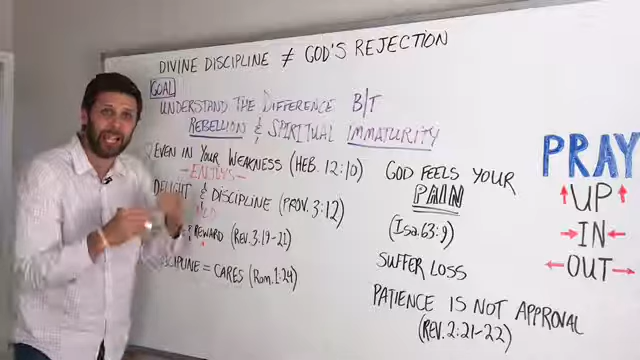 DIVINE DISCIPLINE ≠ GOD'S REJECTION
GOAL
UNDERSTAND THE DIFFERENCE B/T
REBELLION & SPIRITUAL IMMATURITY
EVEN IN YOUR WEAKNESS (HEB. 12:10)
DELIGHT & DISCIPLINE (PROV. 3:12)
& REWARD (REV. 3:19-21)
= CARES (ROM. 1:24)
GOD FEELS YOUR
PAIN
(ISA. 63:9)
SUFFER LOSS
PATIENCE IS NOT APPROVAL
(REV. 2:21-22)
PRAY
↑ UP ↑
→ IN ←
← OUT →